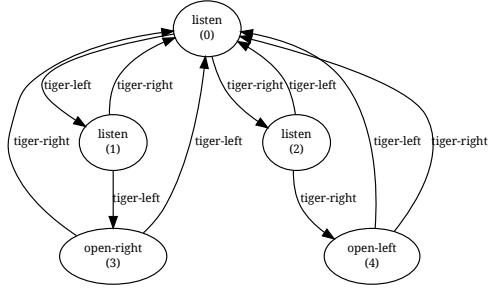 listen
(0)
tiger-left
tiger-right
tiger-right
tiger-left
listen
(1)
listen
(2)
tiger-right
tiger-left
tiger-left
tiger-right
tiger-left
tiger-right
open-right
(3)
open-left
(4)